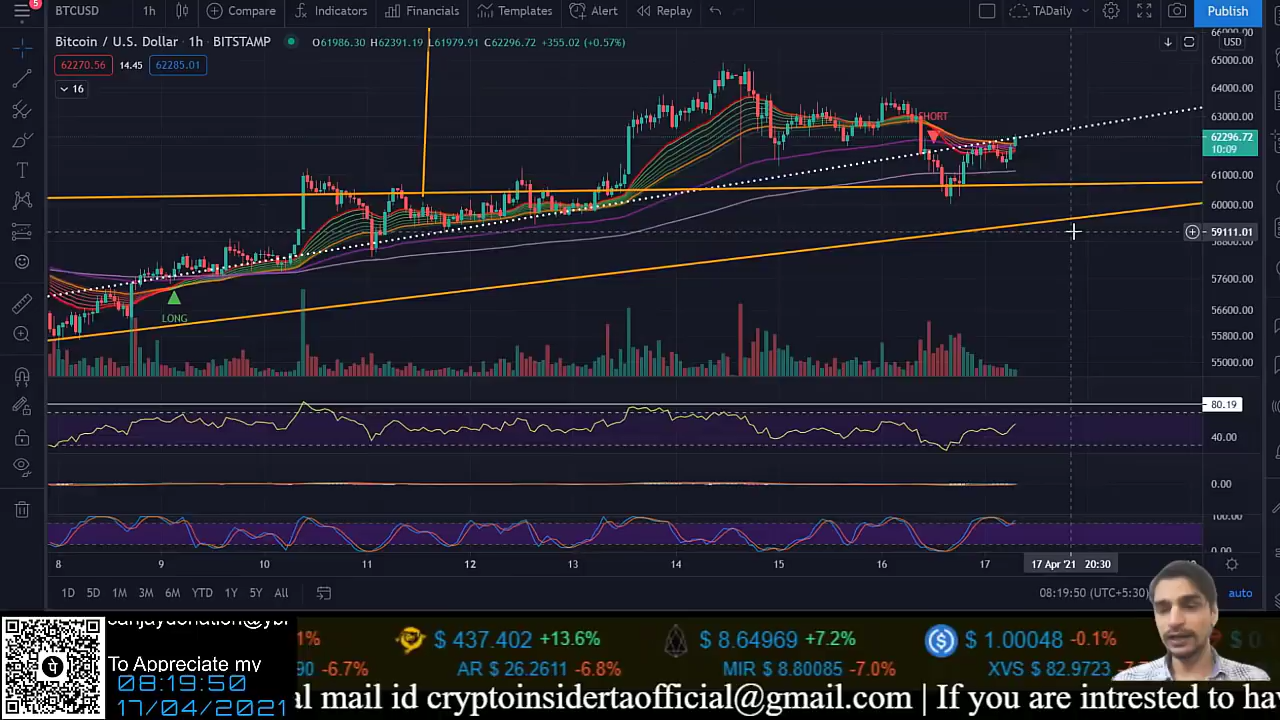 5
BTCUSD 1h Compare Indicators Financials Templates Alert Replay TADaily Publish
Bitcoin / U.S. Dollar · 1h · BITSTAMP O61986.30 H62391.19 L61979.91 C62296.72 +355.02 (+0.57%)
USD
62270.56 14.45 62285.01
16
65000.00
64000.00
63000.00
62296.72
10:09
61000.00
60000.00
59111.01
57600.00
56600.00
55800.00
55000.00
SHORT
LONG
80.19
40.00
0.00
100.00
0.00
8 9 10 11 12 13 14 15 16 17 17 Apr '21 20:30
1D 5D 1M 3M 6M YTD 1Y 5Y All 08:19:50 (UTC+5:30) auto
To Appreciate my
08:19:50
17/04/2021
$ 437.402 +13.6% $ 8.64969 +7.2% $ 1.00048 -0.1%
-6.7% AR $ 26.2611 -6.8% MIR $ 8.80085 -7.0% XVS $ 82.9723
al mail id cryptoinsidertaofficial@gmail.com | If you are intrested to ha